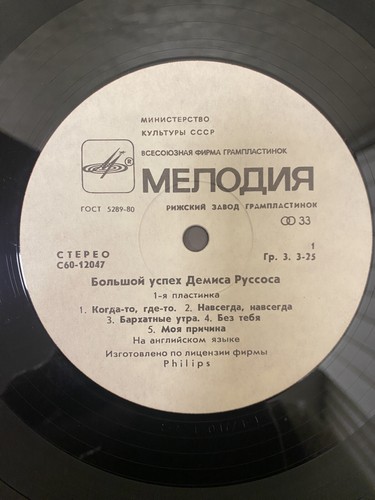 МИНИСТЕРСТВО
КУЛЬТУРЫ СССР
ВСЕСОЮЗНАЯ ФИРМА ГРАМПЛАСТИНОК
® МЕЛОДИЯ
ГОСТ 5289-80 РИЖСКИЙ ЗАВОД ГРАМПЛАСТИНОК
33
СТЕРЕО 1
С60-12047 Гр. 3. 3-25
Большой успех Демиса Руссоса
1-я пластинка
1. Когда-то, где-то. 2. Навсегда, навсегда
3. Бархатные утра. 4. Без тебя
5. Моя причина
На английском языке
Изготовлено по лицензии фирмы
Philips